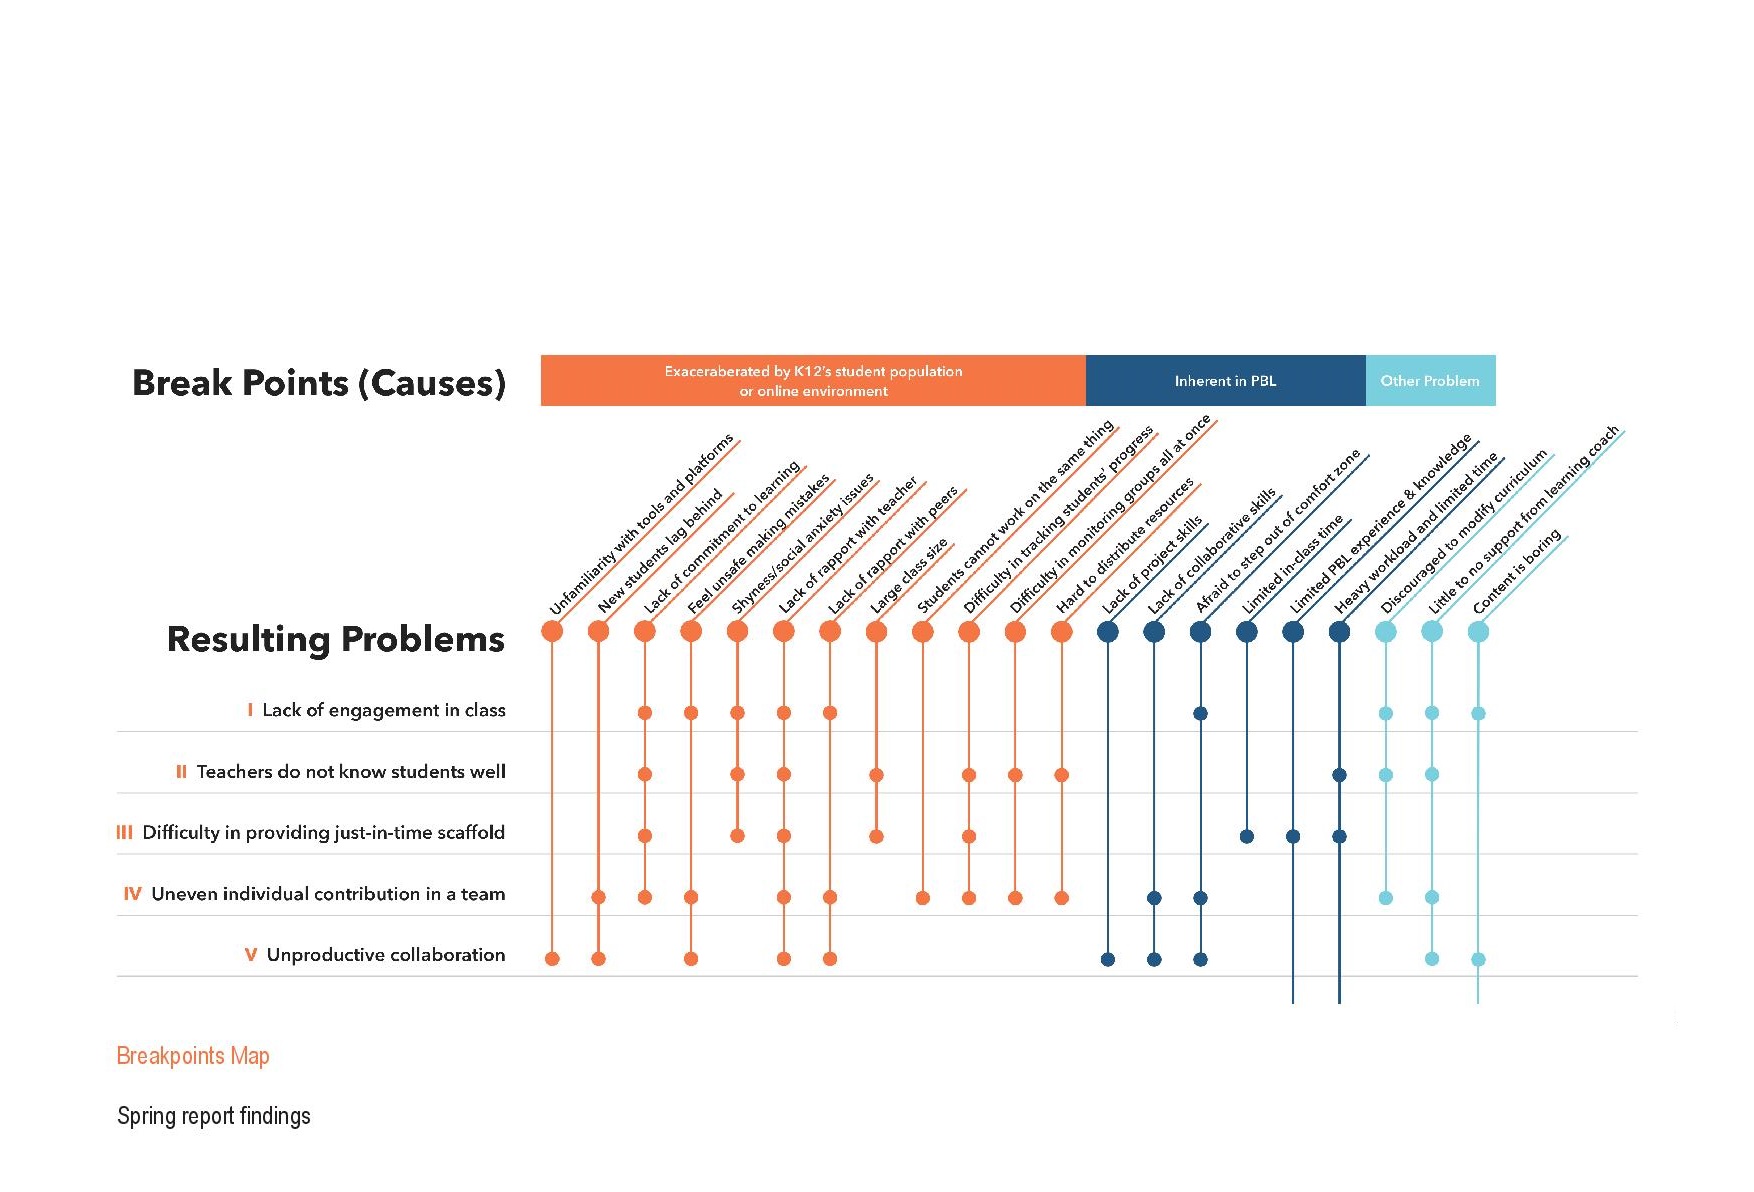 Break Points (Causes)
Exaceraberated by K12's student population
or online environment
Inherent in PBL
Other Problem
Unfamiliarity with tools and platforms
New students lag behind
Lack of commitment to learning
Feel unsafe making mistakes
Shyness/social anxiety issues
Lack of rapport with teacher
Lack of rapport with peers
Large class size
Students cannot work on the same thing
Difficulty in tracking students' progress
Difficulty in monitoring groups all at once
Hard to distribute resources
Lack of project skills
Lack of collaborative skills
Afraid to step out of comfort zone
Limited in-class time
Limited PBL experience & knowledge
Heavy workload and limited time
Discouraged to modify curriculum
Little to no support from learning coach
Content is boring
Resulting Problems
I Lack of engagement in class
II Teachers do not know students well
III Difficulty in providing just-in-time scaffold
IV Uneven individual contribution in a team
V Unproductive collaboration
Breakpoints Map
Spring report findings